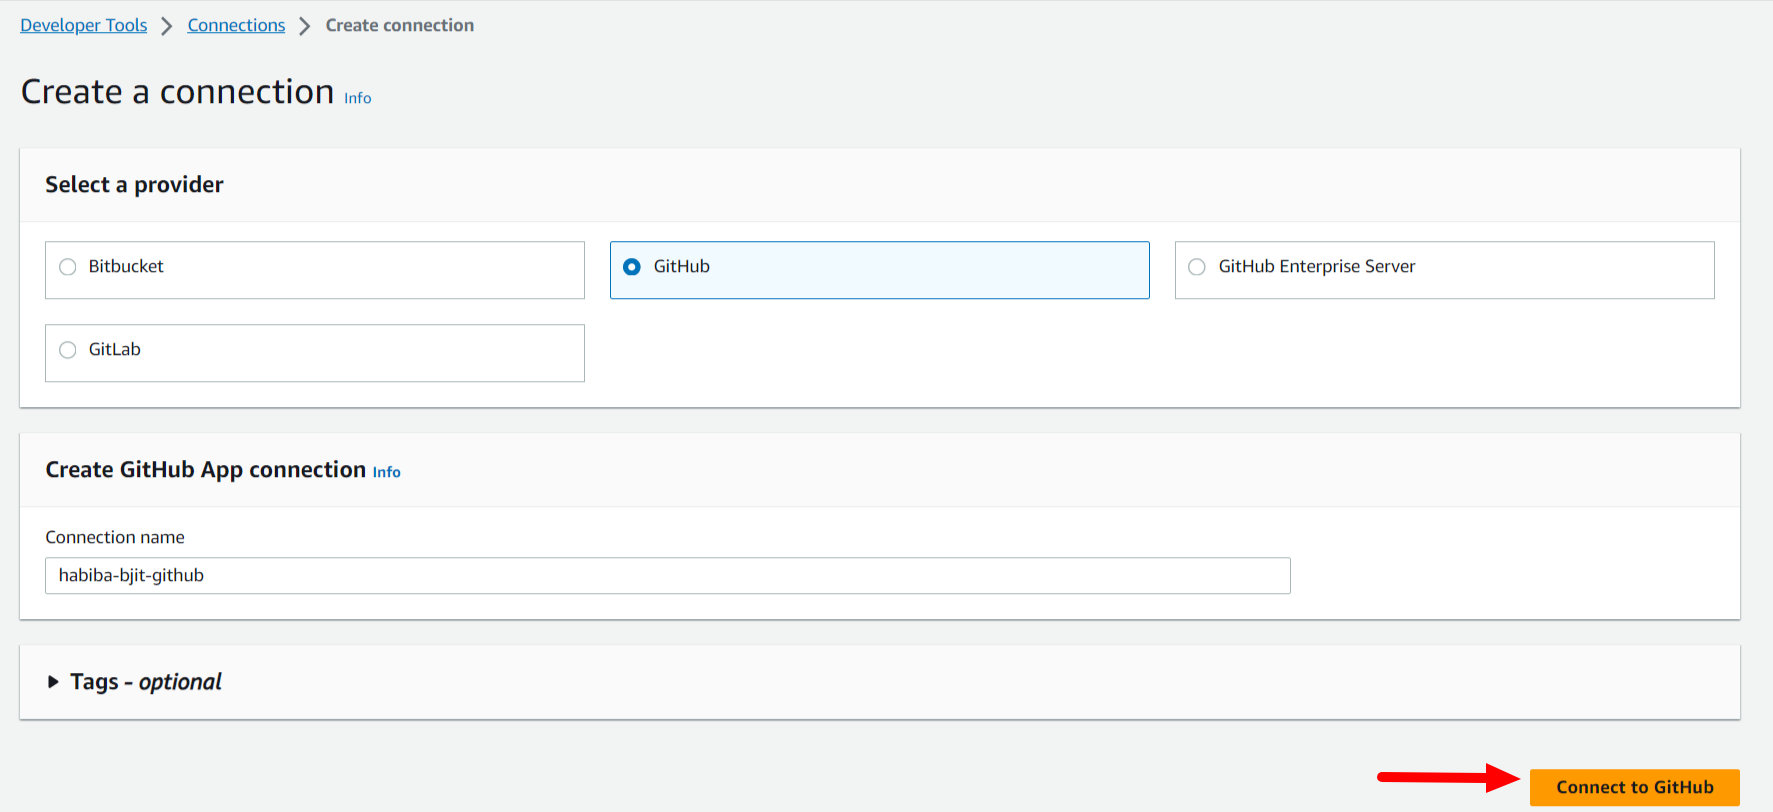 Developer Tools > Connections > Create connection
Create a connection Info
Select a provider
Bitbucket
GitHub
GitHub Enterprise Server
GitLab
Create GitHub App connection Info
Connection name
habiba-bjit-github
Tags - optional
Connect to GitHub